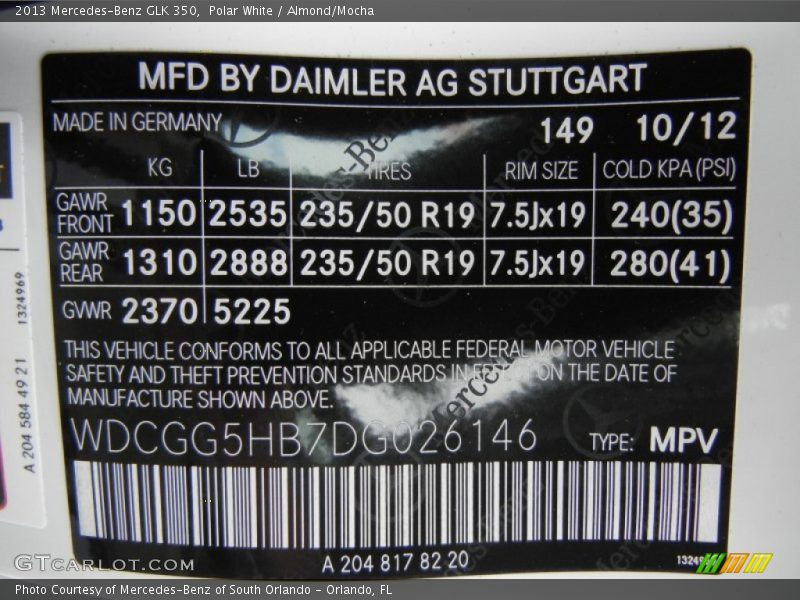 2013 Mercedes-Benz GLK 350, Polar White / Almond/Mocha
MFD BY DAIMLER AG STUTTGART
MADE IN GERMANY 149 10/12
KG LB TIRES RIM SIZE COLD KPA (PSI)
GAWR FRONT 1150 2535 235/50 R19 7.5Jx19 240(35)
GAWR REAR 1310 2888 235/50 R19 7.5Jx19 280(41)
GVWR 2370 5225
THIS VEHICLE CONFORMS TO ALL APPLICABLE FEDERAL MOTOR VEHICLE
SAFETY AND THEFT PREVENTION STANDARDS IN EFFECT ON THE DATE OF
MANUFACTURE SHOWN ABOVE.
WDCGG5HB7DG026146 TYPE: MPV
A 204 817 82 20
A 204 584 49 21 1324969
Mercedes-Benz
Mercedes-Benz
GTCARLOT.COM
Photo Courtesy of Mercedes-Benz of South Orlando - Orlando, FL